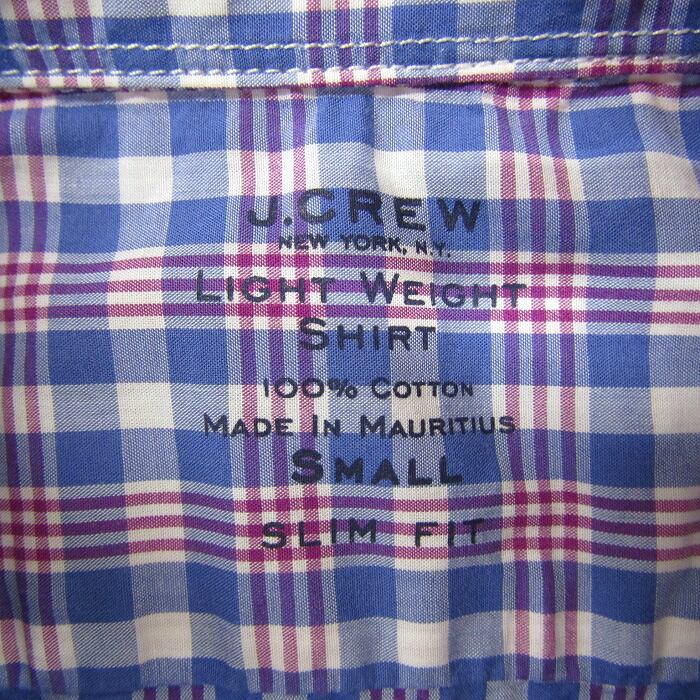 J.CREW
NEW YORK, N.Y.
LIGHT WEIGHT
SHIRT
100% COTTON
MADE IN MAURITIUS
SMALL
SLIM FIT